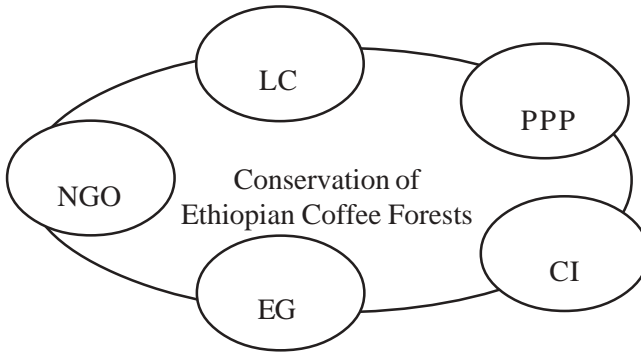 LC
PPP
NGO
Conservation of
Ethiopian Coffee Forests
CI
EG